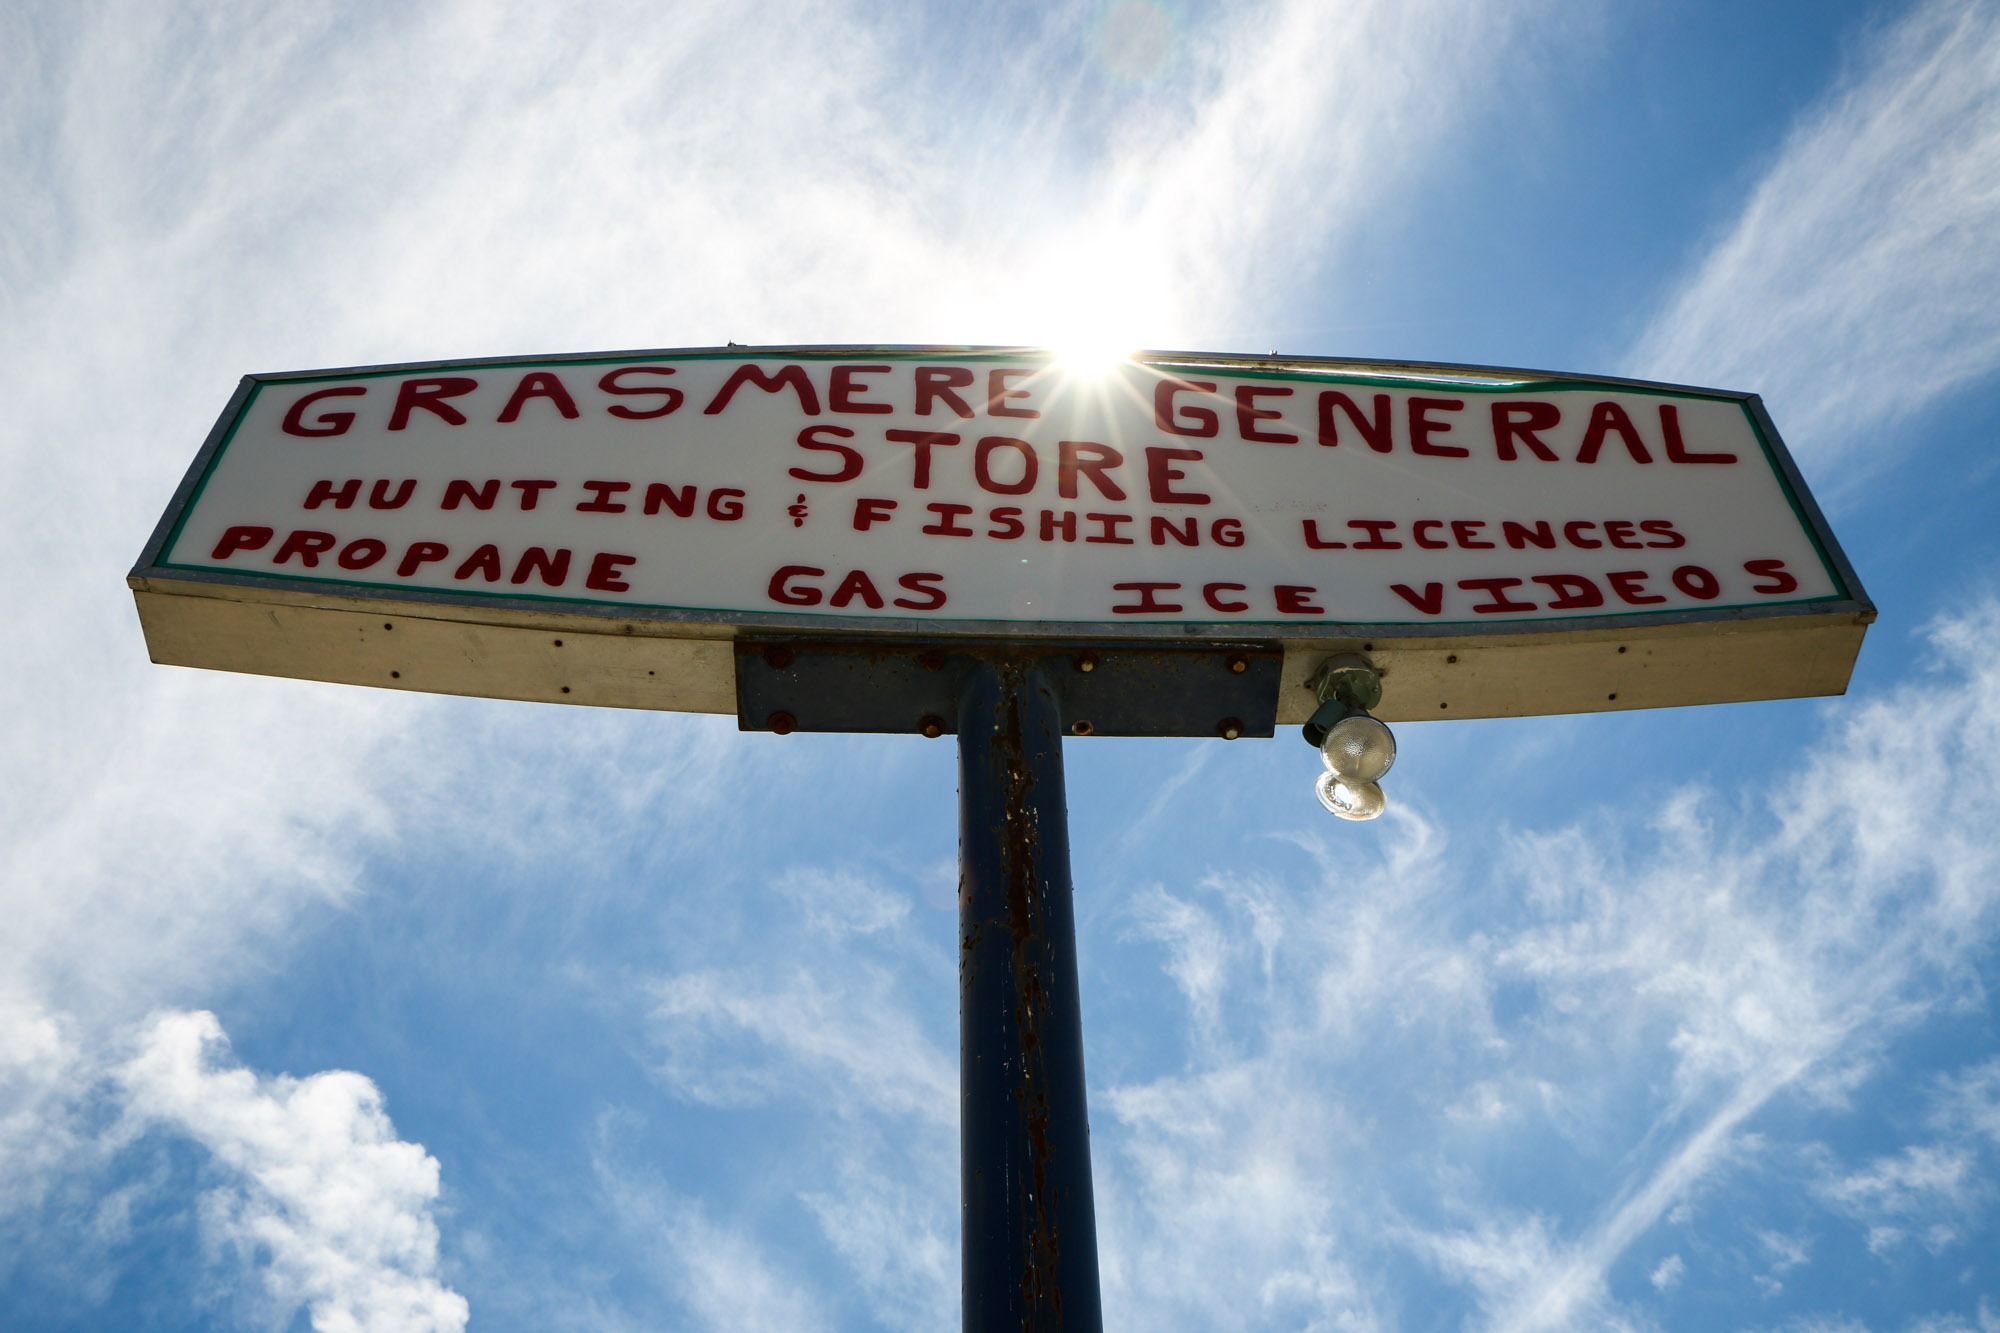 GRASMERE GENERAL
STORE
HUNTING & FISHING LICENCES
PROPANE GAS ICE VIDEOS